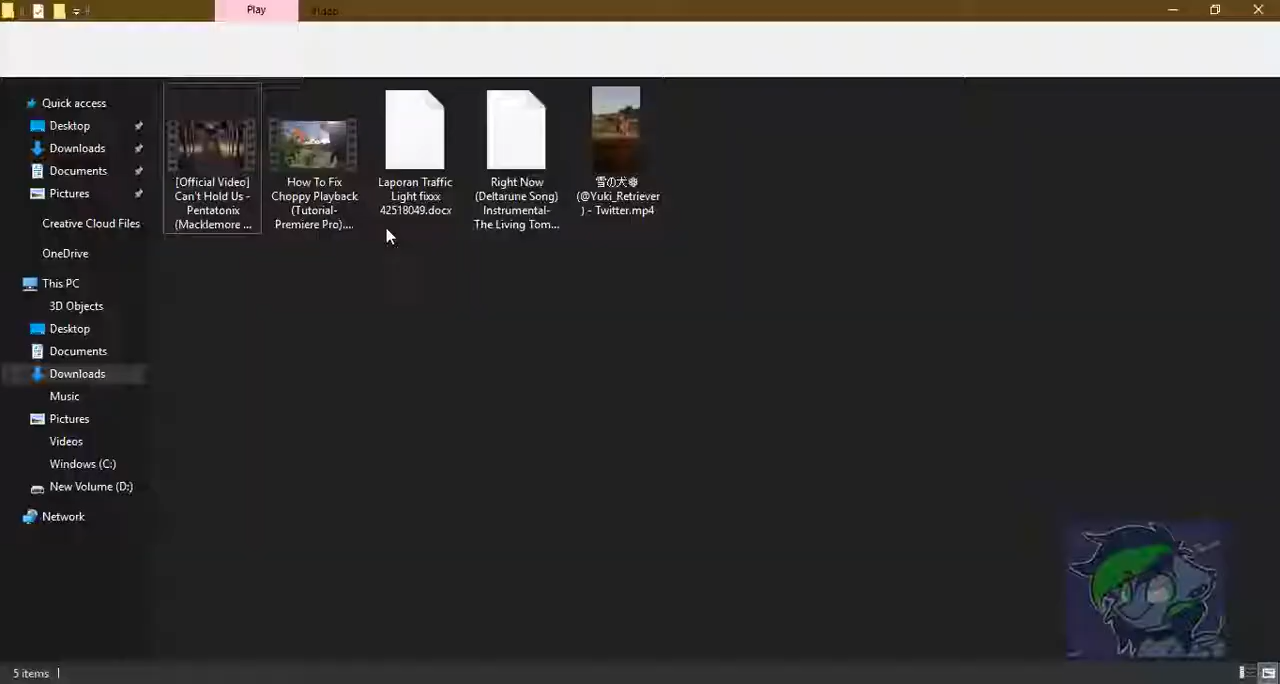 Play
Quick access
Desktop
Downloads
Documents
Pictures
Creative Cloud Files
OneDrive
This PC
3D Objects
Desktop
Documents
Downloads
Music
Pictures
Videos
Windows (C:)
New Volume (D:)
Network
[Official Video]
Can't Hold Us -
Pentatonix
(Macklemore ...
How To Fix
Choppy Playback
(Tutorial-
Premiere Pro)....
Laporan Traffic
Light fixxx
42518049.docx
Right Now
(Deltarune Song)
Instrumental-
The Living Tom...
雪の犬❄
(@Yuki_Retriever
) - Twitter.mp4
5 items